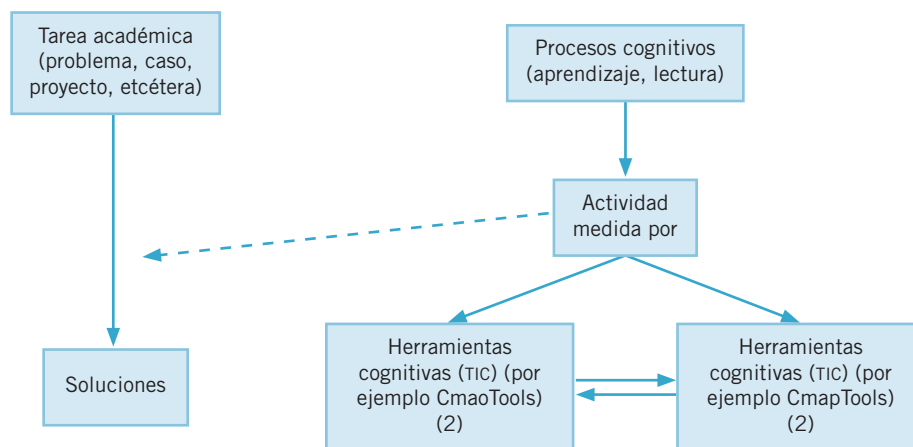 Tarea académica
(problema, caso,
proyecto, etcétera)
Procesos cognitivos
(aprendizaje, lectura)
Actividad
medida por
Soluciones
Herramientas
cognitivas (TIC) (por
ejemplo CmaoTools)
(2)
Herramientas
cognitivas (TIC) (por
ejemplo CmapTools)
(2)